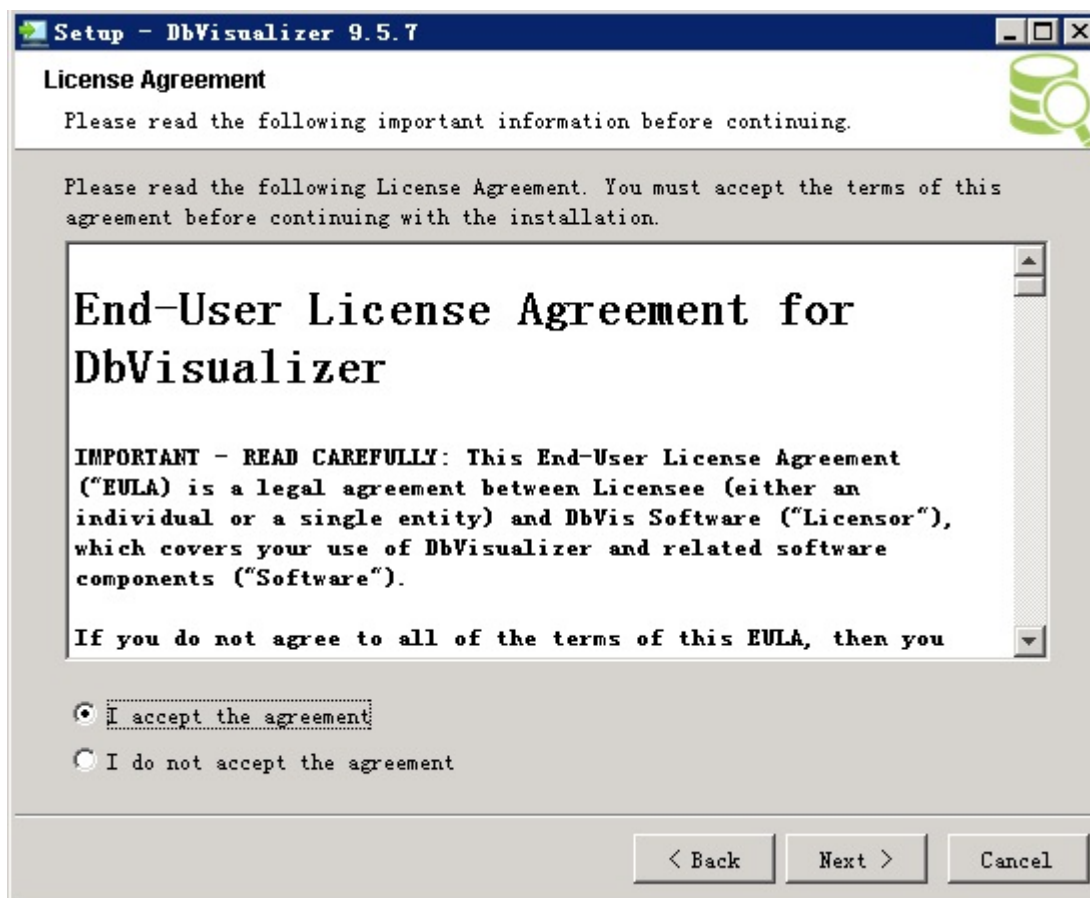 Setup - DbVisualizer 9.5.7
License Agreement
Please read the following important information before continuing.
Please read the following License Agreement. You must accept the terms of this
agreement before continuing with the installation.
End-User License Agreement for
DbVisualizer
IMPORTANT - READ CAREFULLY: This End-User License Agreement
("EULA) is a legal agreement between Licensee (either an
individual or a single entity) and DbVis Software ("Licensor"),
which covers your use of DbVisualizer and related software
components ("Software").
If you do not agree to all of the terms of this EULA, then you
I accept the agreement
I do not accept the agreement
< Back
Next >
Cancel